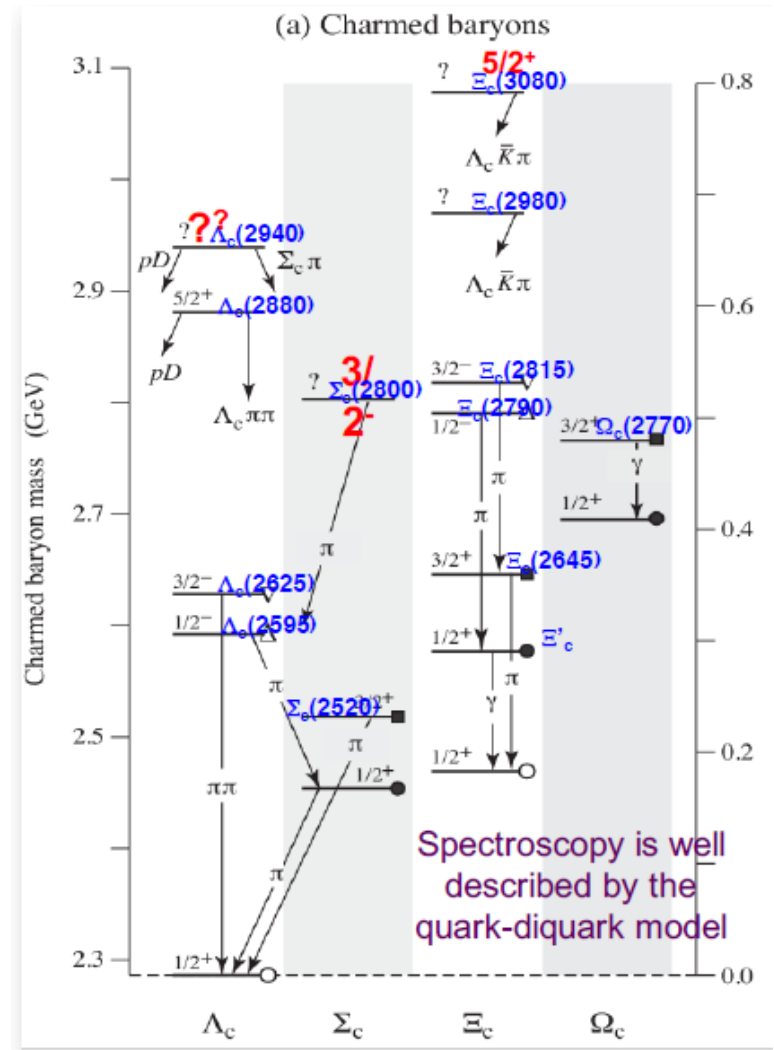 (a) Charmed baryons
3.1
2.9
2.7
2.5
2.3
Charmed baryon mass (GeV)
0.8
0.6
0.4
0.2
0.0
? 5/2⁺
Ξc(3080)
Λc K̄ π
? Ξc(2980)
Λc K̄ π
? ??  Λc(2940)
pD Σc π
5/2+ Λc(2880)
pD
Λc ππ
? 3/2⁻
Σc(2800)
π
3/2− Ξc(2815)
Ξc(2790)
1/2−
π
π
3/2+ Ωc(2770)
γ
1/2+
3/2− Λc(2625)
1/2− Λc(2595)
π
ππ
3/2+ Ξc(2645)
1/2+ Ξ'c
γ
π
1/2+
Σc(2520)
π
1/2+
π
1/2+
Spectroscopy is well
described by the
quark-diquark model
Λc Σc Ξc Ωc